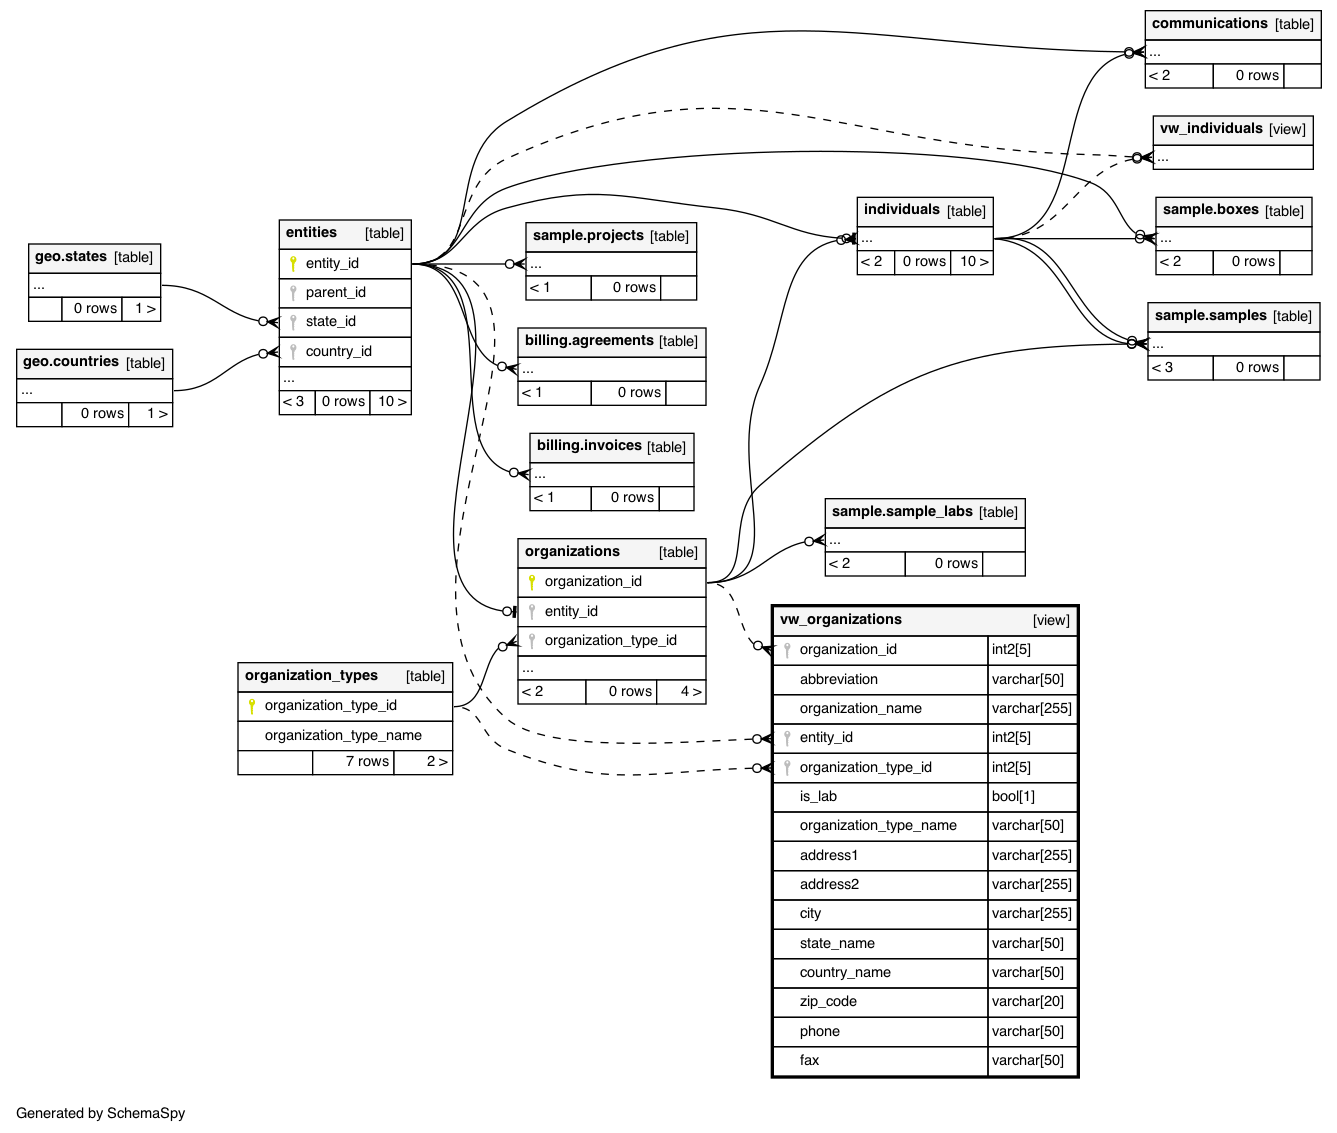 communications [table]
...
< 2 0 rows
vw_individuals [view]
...
individuals [table]
...
< 2 0 rows 10 >
sample.boxes [table]
...
< 2 0 rows
entities [table]
entity_id
parent_id
state_id
country_id
...
< 3 0 rows 10 >
sample.projects [table]
...
< 1 0 rows
geo.states [table]
...
0 rows 1 >
sample.samples [table]
...
< 3 0 rows
geo.countries [table]
...
0 rows 1 >
billing.agreements [table]
...
< 1 0 rows
billing.invoices [table]
...
< 1 0 rows
sample.sample_labs [table]
...
< 2 0 rows
organizations [table]
organization_id
entity_id
organization_type_id
...
< 2 0 rows 4 >
organization_types [table]
organization_type_id
organization_type_name
7 rows 2 >
vw_organizations [view]
organization_id int2[5]
abbreviation varchar[50]
organization_name varchar[255]
entity_id int2[5]
organization_type_id int2[5]
is_lab bool[1]
organization_type_name varchar[50]
address1 varchar[255]
address2 varchar[255]
city varchar[255]
state_name varchar[50]
country_name varchar[50]
zip_code varchar[20]
phone varchar[50]
fax varchar[50]
Generated by SchemaSpy